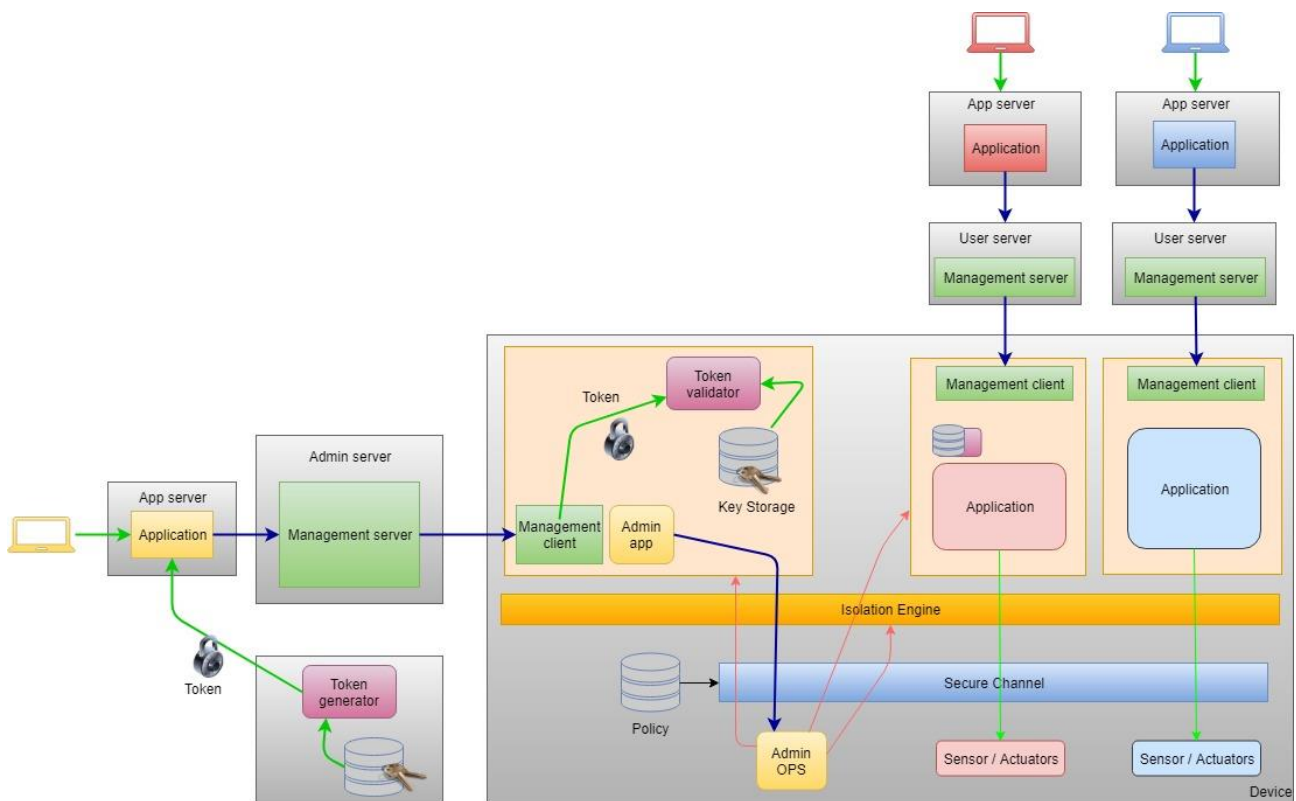 App server
Application
App server
Application
User server
Management server
User server
Management server
Token
validator
Token
Key Storage
Management
client
Admin
app
Management client
Application
Management client
Application
Admin server
Management server
App server
Application
Isolation Engine
Token
Token
generator
Policy
Secure Channel
Admin
OPS
Sensor / Actuators
Sensor / Actuators
Device